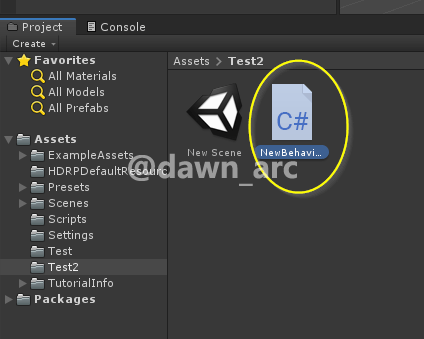 Project
Console
Create
Favorites
All Materials
All Models
All Prefabs
Assets
ExampleAssets
HDRPDefaultResourc
Presets
Scenes
Scripts
Settings
Test
Test2
TutorialInfo
Packages
Assets > Test2
C#
New Scene
NewBehavi...
@dawn_arc